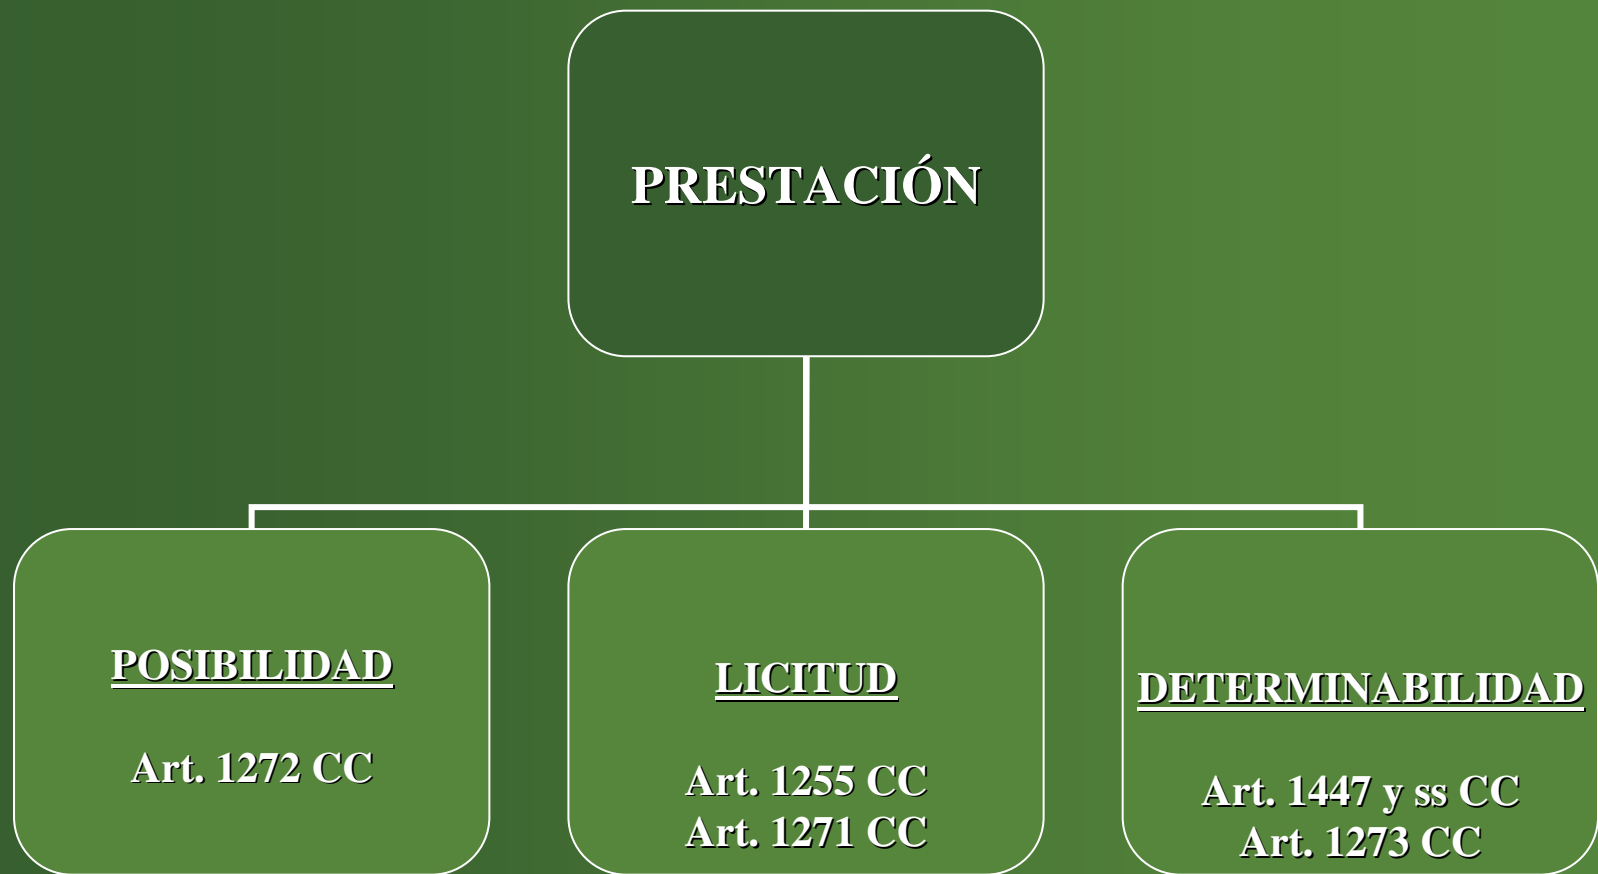 PRESTACIÓN
POSIBILIDAD
Art. 1272 CC
LICITUD
Art. 1255 CC
Art. 1271 CC
DETERMINABILIDAD
Art. 1447 y ss CC
Art. 1273 CC